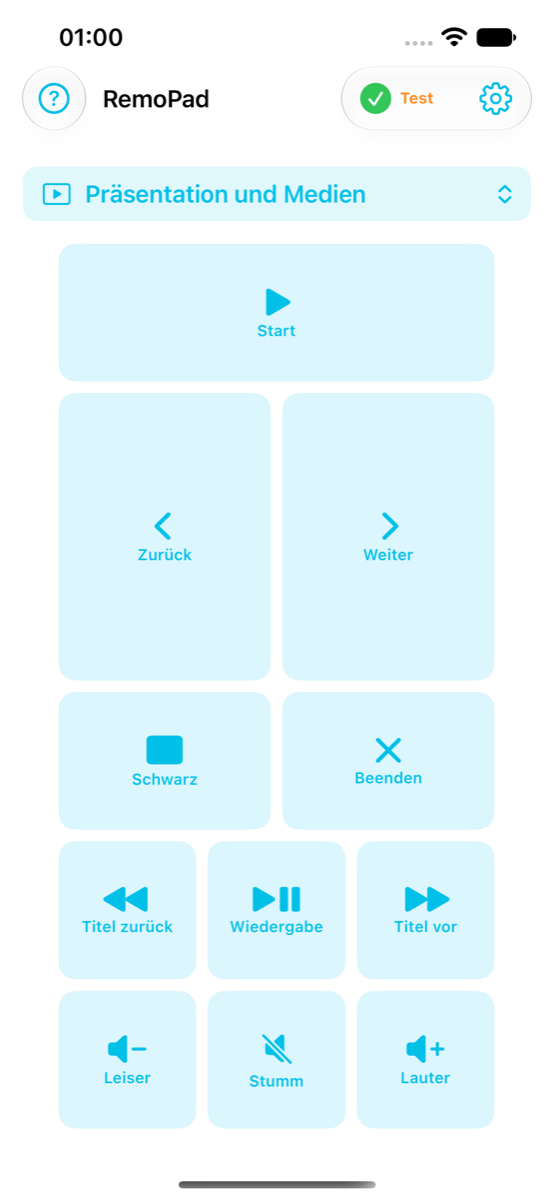 01:00
RemoPad
Test
Präsentation und Medien
Start
Zurück
Weiter
Schwarz
Beenden
Titel zurück
Wiedergabe
Titel vor
Leiser
Stumm
Lauter